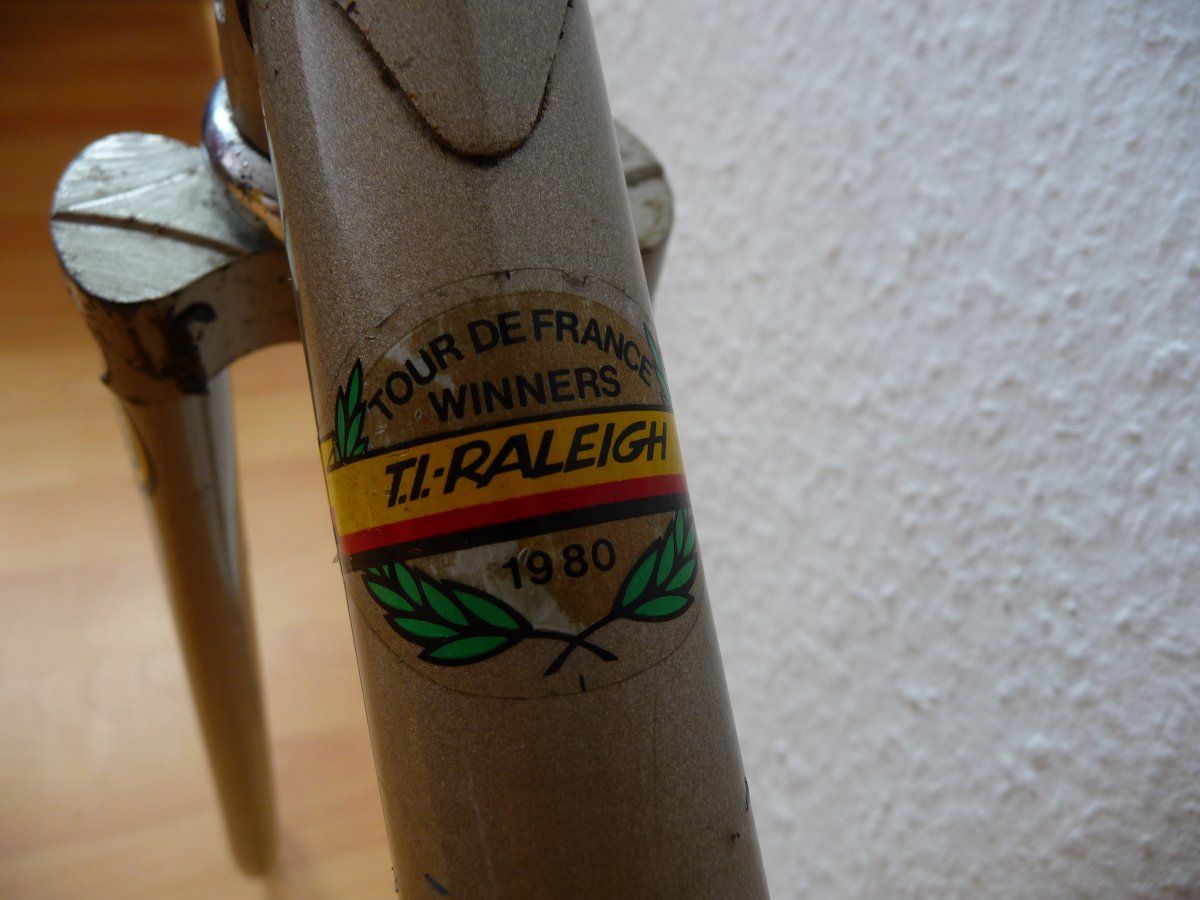 TOUR DE FRANCE
WINNERS
T.I.-RALEIGH
1980